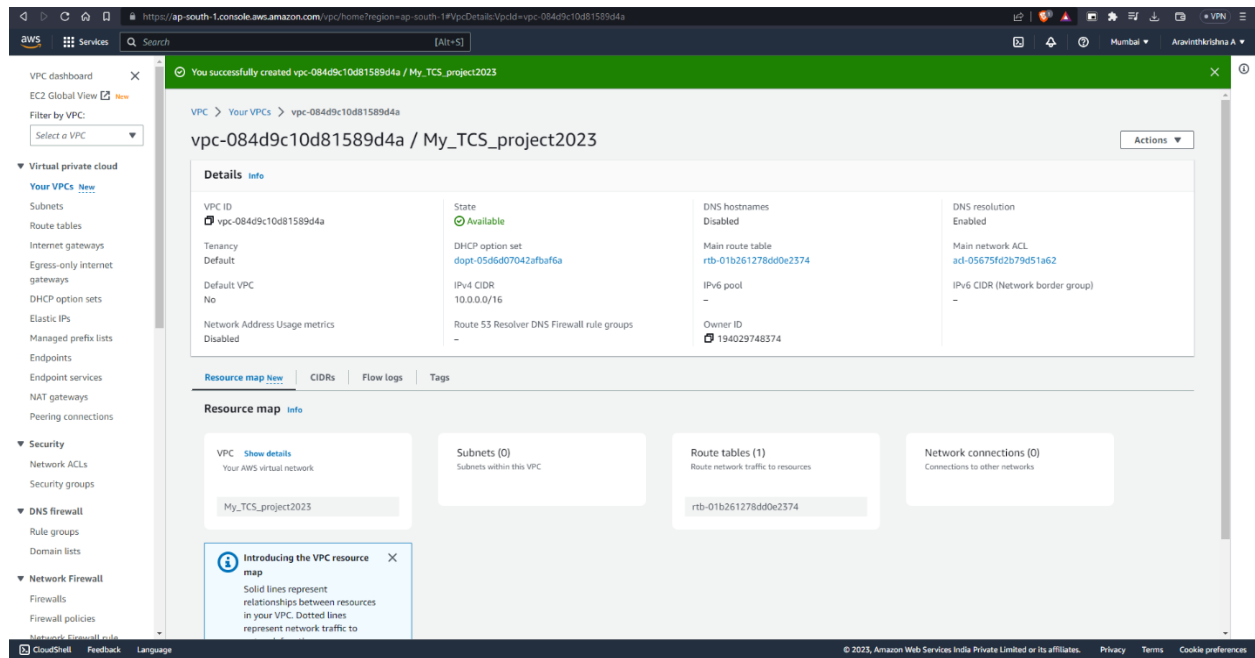 https://ap-south-1.console.aws.amazon.com/vpc/home?region=ap-south-1#VpcDetails:VpcId=vpc-084d9c10d81589d4a
VPN
aws
Services
Search
[Alt+S]
Mumbai
Aravinthkrishna A
VPC dashboard
EC2 Global View New
Filter by VPC:
Select a VPC
Virtual private cloud
Your VPCs New
Subnets
Route tables
Internet gateways
Egress-only internet
gateways
DHCP option sets
Elastic IPs
Managed prefix lists
Endpoints
Endpoint services
NAT gateways
Peering connections
Security
Network ACLs
Security groups
DNS firewall
Rule groups
Domain lists
Network Firewall
Firewalls
Firewall policies
Network Firewall rule
You successfully created vpc-084d9c10d81589d4a / My_TCS_project2023
VPC > Your VPCs > vpc-084d9c10d81589d4a
vpc-084d9c10d81589d4a / My_TCS_project2023
Actions
Details Info
VPC ID
vpc-084d9c10d81589d4a
State
Available
DNS hostnames
Disabled
DNS resolution
Enabled
Tenancy
Default
DHCP option set
dopt-05d6d07042afbaf6a
Main route table
rtb-01b261278dd0e2374
Main network ACL
acl-05675fd2b79d51a62
Default VPC
No
IPv4 CIDR
10.0.0.0/16
IPv6 pool
–
IPv6 CIDR (Network border group)
–
Network Address Usage metrics
Disabled
Route 53 Resolver DNS Firewall rule groups
–
Owner ID
194029748374
Resource map New
CIDRs
Flow logs
Tags
Resource map Info
VPC Show details
Your AWS virtual network
My_TCS_project2023
Subnets (0)
Subnets within this VPC
Route tables (1)
Route network traffic to resources
rtb-01b261278dd0e2374
Network connections (0)
Connections to other networks
Introducing the VPC resource
map
Solid lines represent
relationships between resources
in your VPC. Dotted lines
represent network traffic to
CloudShell
Feedback
Language
© 2023, Amazon Web Services India Private Limited or its affiliates.
Privacy
Terms
Cookie preferences